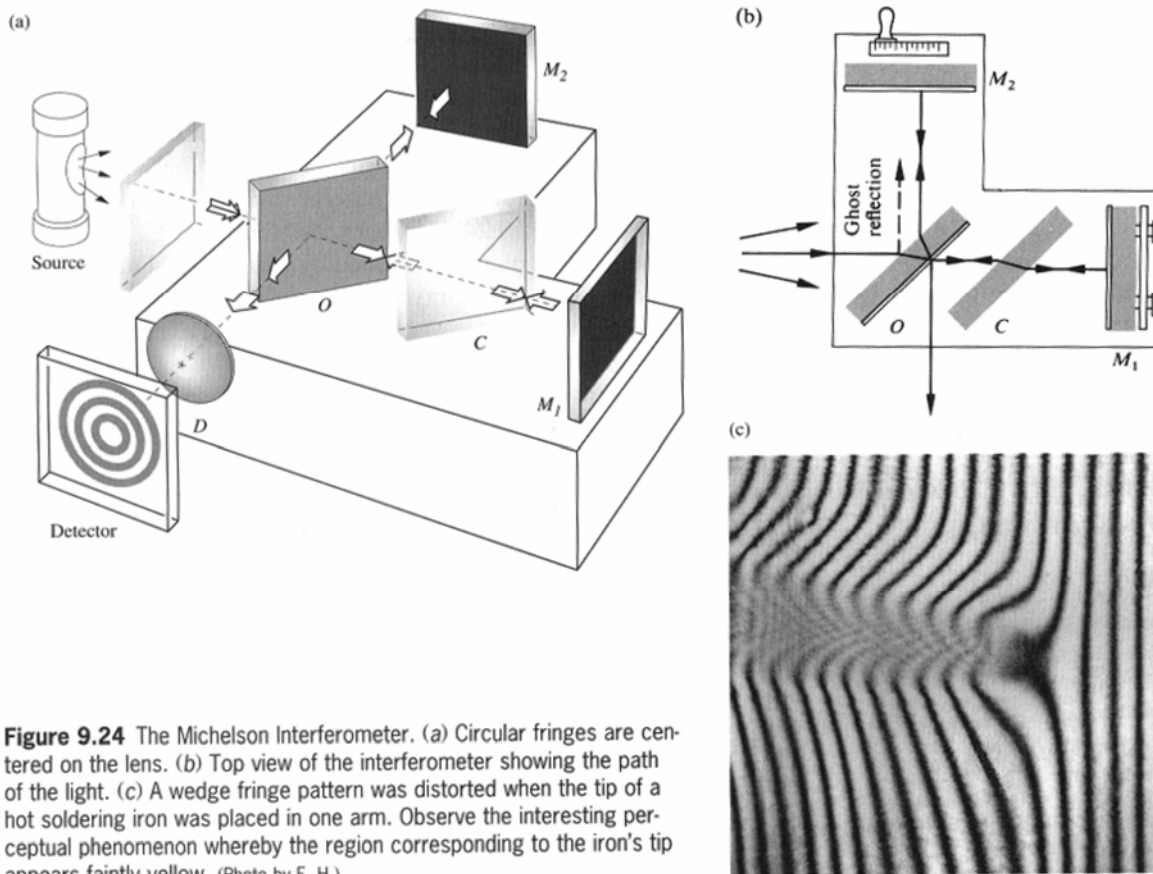 (a)
M2
Source
O
C
M1
D
Detector
(b)
M2
Ghost
reflection
O
C
M1
(c)
Figure 9.24 The Michelson Interferometer. (a) Circular fringes are cen-
tered on the lens. (b) Top view of the interferometer showing the path
of the light. (c) A wedge fringe pattern was distorted when the tip of a
hot soldering iron was placed in one arm. Observe the interesting per-
ceptual phenomenon whereby the region corresponding to the iron's tip
appears faintly yellow. (Photo by E. H.)